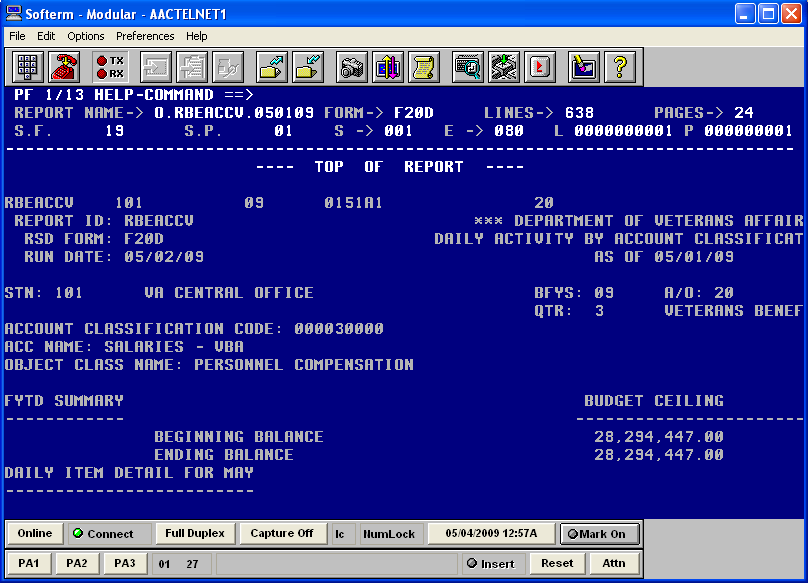 Softerm - Modular - AACTELNET1
File Edit Options Preferences Help
TX
RX
PF 1/13 HELP-COMMAND ==>
REPORT NAME-> O.RBEACCV.050109 FORM-> F20D LINES-> 638 PAGES-> 24
S.F. 19 S.P. 01 S -> 001 E -> 080 L 0000000001 P 000000001
--------------------------------------------------------------------------------
---- TOP OF REPORT ----
RBEACCV 101 09 0151A1 20
REPORT ID: RBEACCV *** DEPARTMENT OF VETERANS AFFAIR
RSD FORM: F20D DAILY ACTIVITY BY ACCOUNT CLASSIFICAT
RUN DATE: 05/02/09 AS OF 05/01/09
STN: 101 VA CENTRAL OFFICE BFYS: 09 A/O: 20
QTR: 3 VETERANS BENEF
ACCOUNT CLASSIFICATION CODE: 000030000
ACC NAME: SALARIES - VBA
OBJECT CLASS NAME: PERSONNEL COMPENSATION
FYTD SUMMARY BUDGET CEILING
------------ -----------------------
BEGINNING BALANCE 28,294,447.00
ENDING BALANCE 28,294,447.00
DAILY ITEM DETAIL FOR MAY
-------------------------
Online Connect Full Duplex Capture Off Ic NumLock 05/04/2009 12:57A Mark On
PA1 PA2 PA3 01 27 Insert Reset Attn